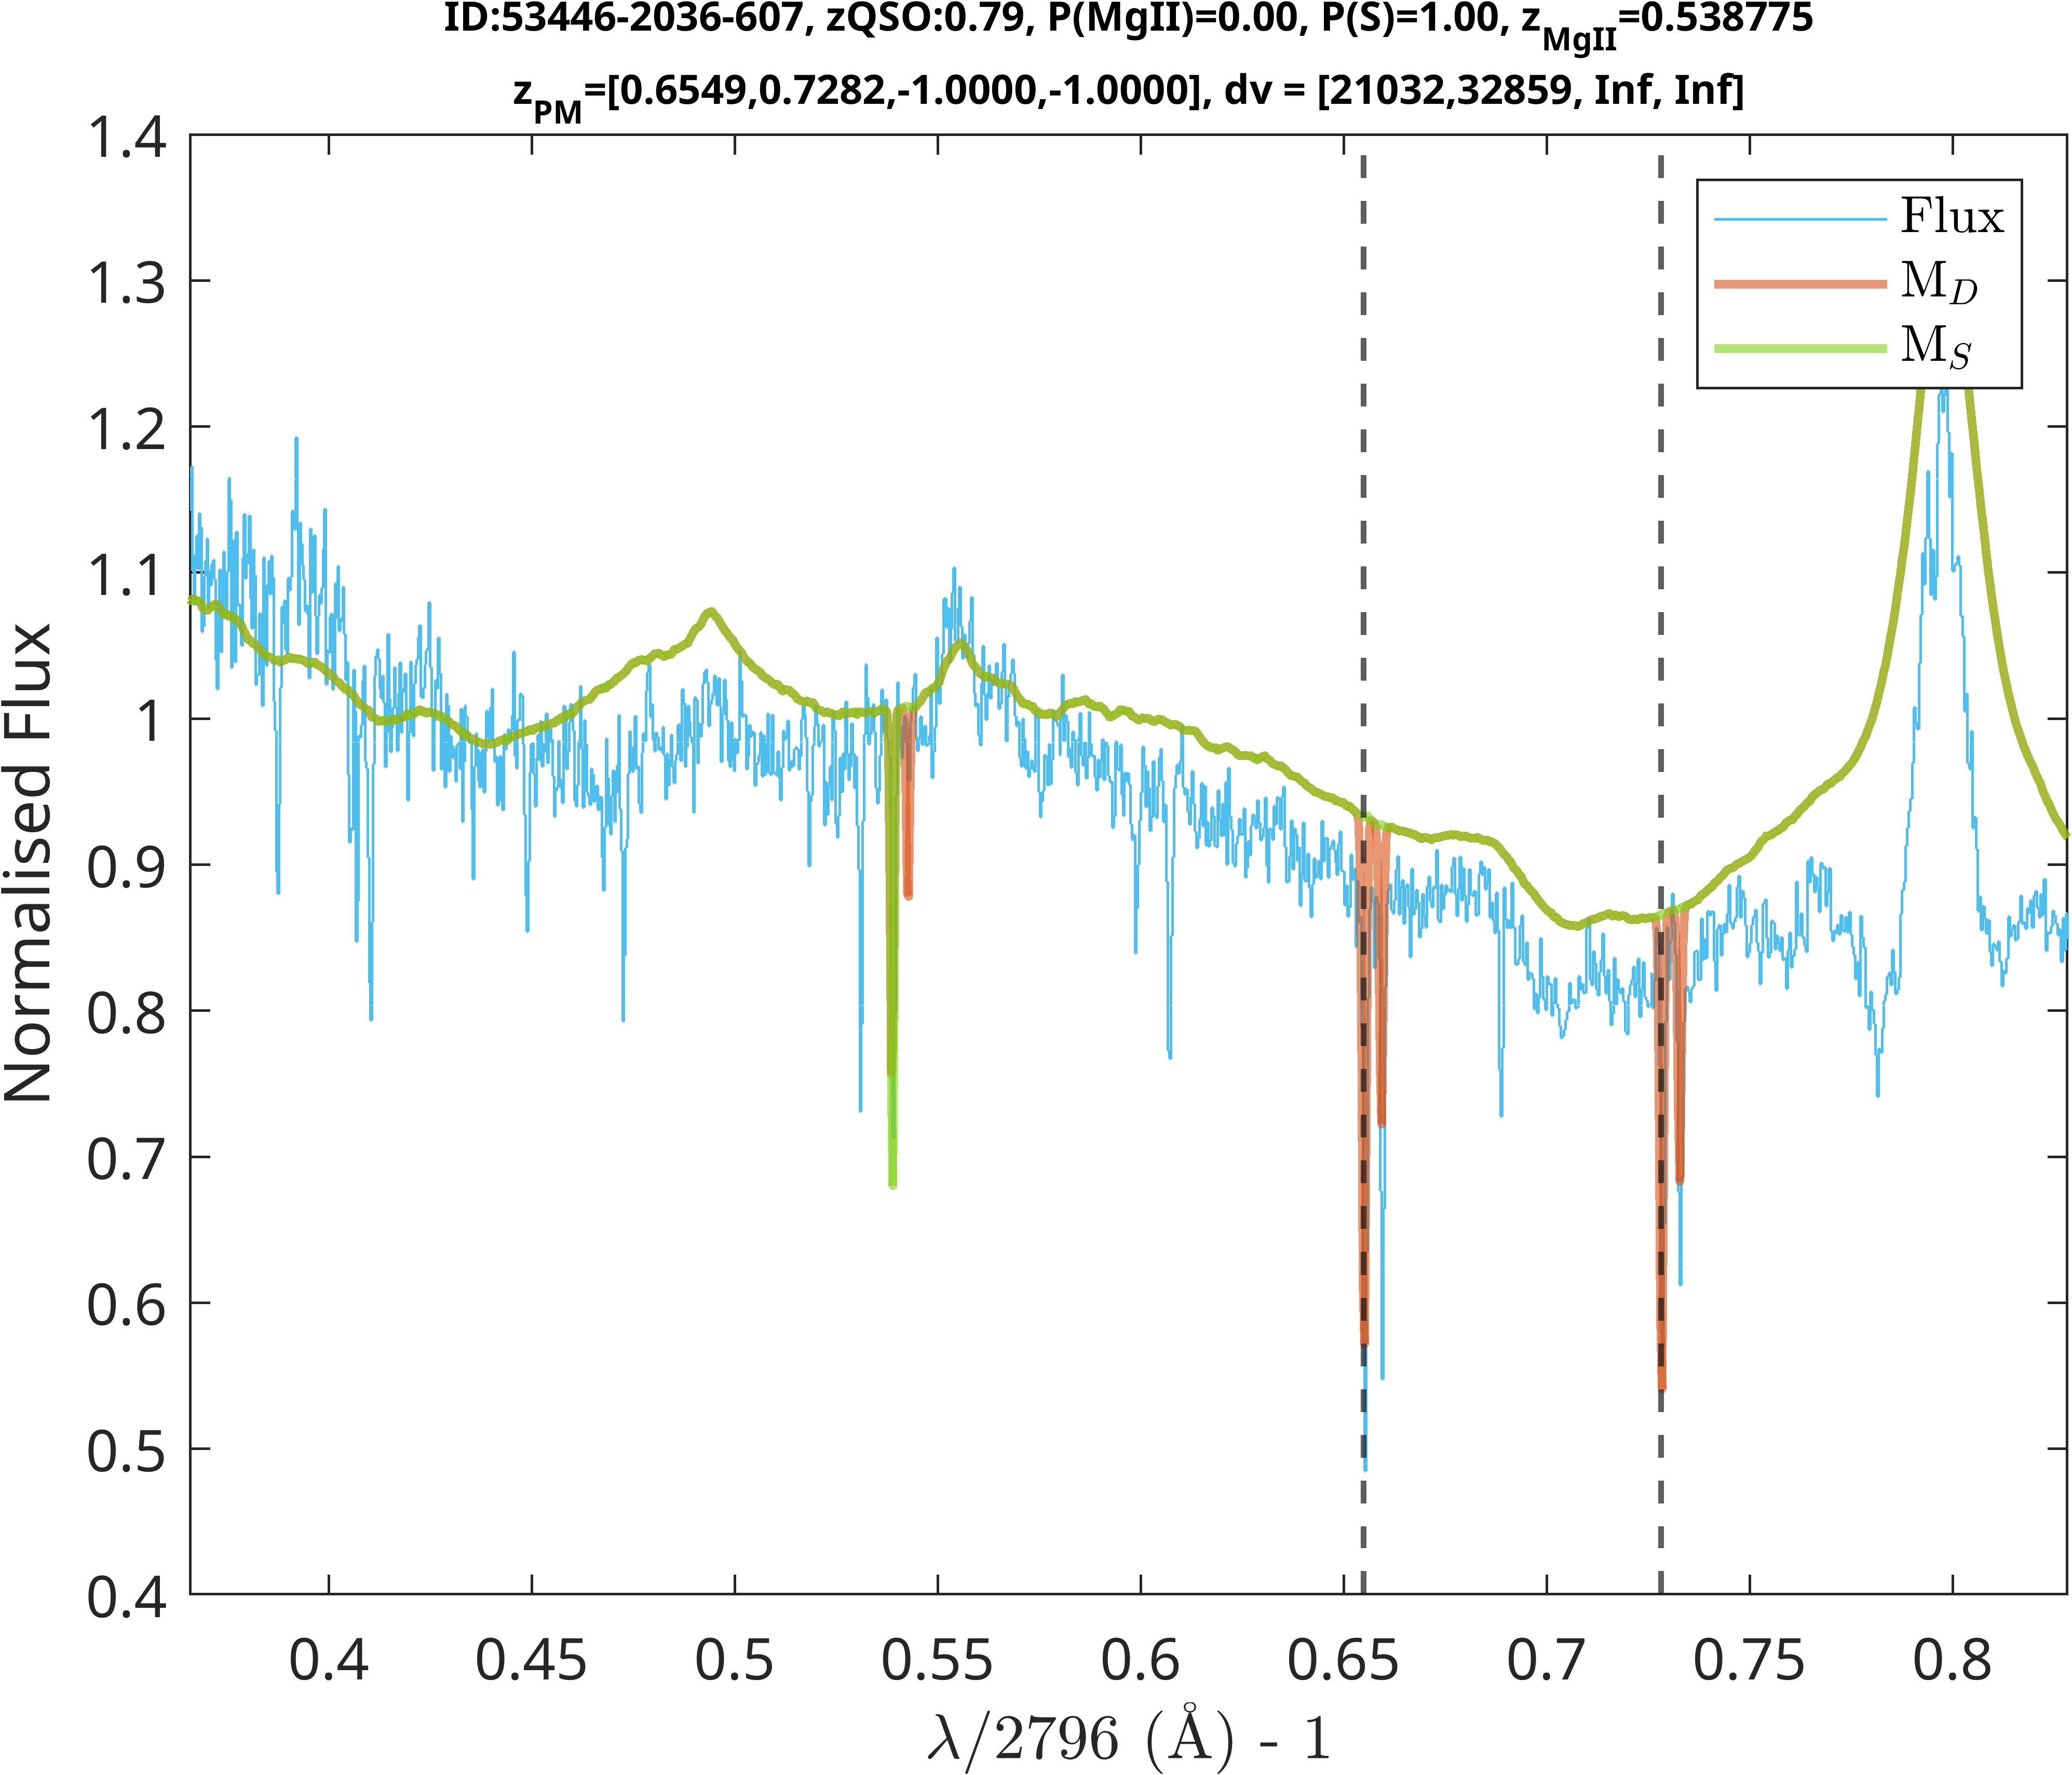 ID:53446-2036-607, zQSO:0.79, P(MgII)=0.00, P(S)=1.00, zMgII=0.538775
zPM=[0.6549,0.7282,-1.0000,-1.0000], dv = [21032,32859, Inf, Inf]
1.4
1.3
1.2
1.1
1
0.9
0.8
0.7
0.6
0.5
0.4
Normalised Flux
Flux
MD
MS
0.4 0.45 0.5 0.55 0.6 0.65 0.7 0.75 0.8
λ/2796 (Å) - 1